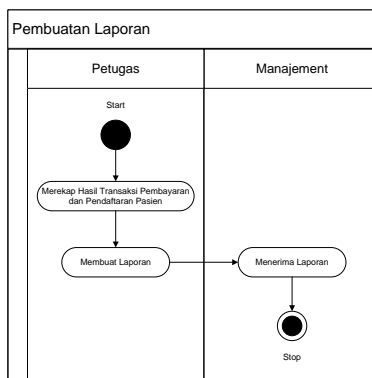 Pembuatan Laporan
Petugas
Manajement
Start
Merekap Hasil Transaksi Pembayaran
dan Pendaftaran Pasien
Membuat Laporan
Menerima Laporan
Stop